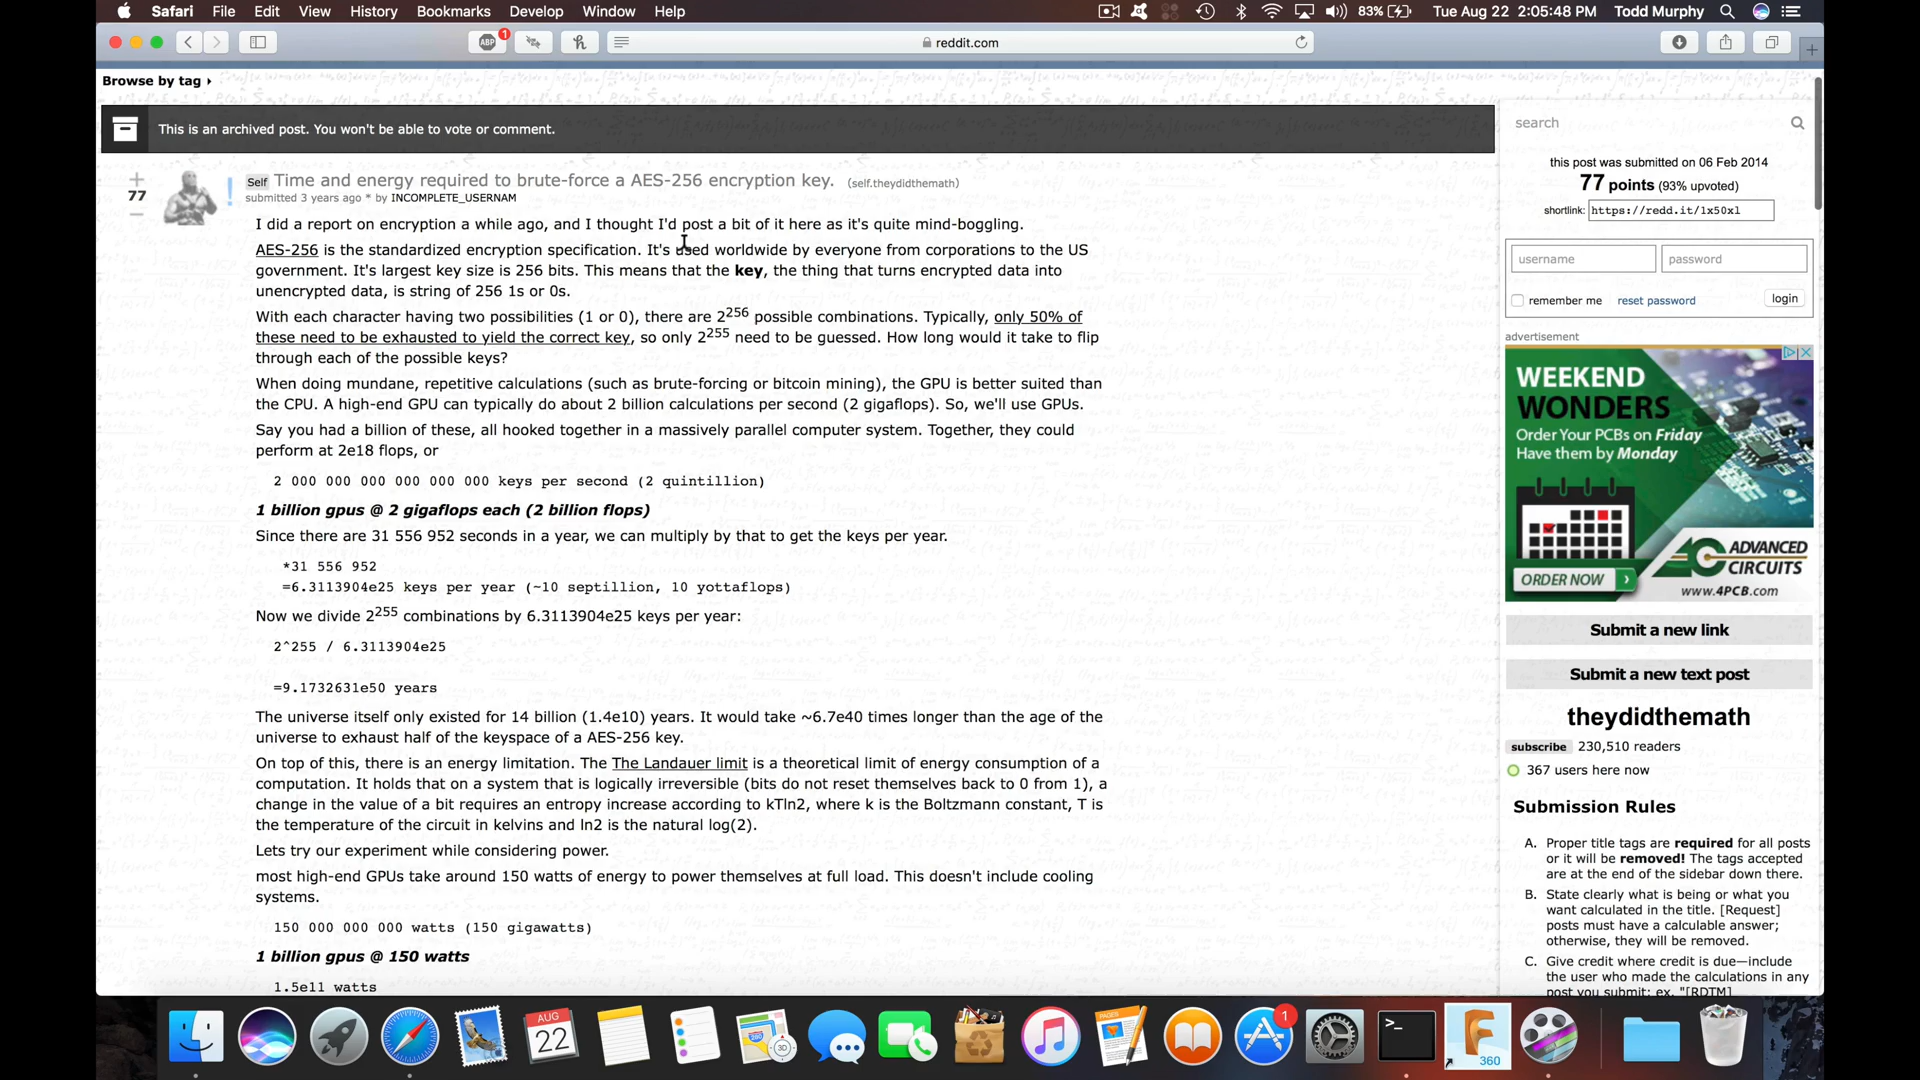 Safari File Edit View History Bookmarks Develop Window Help 83% Tue Aug 22 2:05:48 PM Todd Murphy
ABP 1 reddit.com
Browse by tag
This is an archived post. You won't be able to vote or comment.
77
Self Time and energy required to brute-force a AES-256 encryption key. (self.theydidthemath)
submitted 3 years ago * by INCOMPLETE_USERNAM
I did a report on encryption a while ago, and I thought I'd post a bit of it here as it's quite mind-boggling.
AES-256 is the standardized encryption specification. It's used worldwide by everyone from corporations to the US
government. It's largest key size is 256 bits. This means that the key, the thing that turns encrypted data into
unencrypted data, is string of 256 1s or 0s.
With each character having two possibilities (1 or 0), there are 2^256 possible combinations. Typically, only 50% of
these need to be exhausted to yield the correct key, so only 2^255 need to be guessed. How long would it take to flip
through each of the possible keys?
When doing mundane, repetitive calculations (such as brute-forcing or bitcoin mining), the GPU is better suited than
the CPU. A high-end GPU can typically do about 2 billion calculations per second (2 gigaflops). So, we'll use GPUs.
Say you had a billion of these, all hooked together in a massively parallel computer system. Together, they could
perform at 2e18 flops, or
2 000 000 000 000 000 000 keys per second (2 quintillion)
1 billion gpus @ 2 gigaflops each (2 billion flops)
Since there are 31 556 952 seconds in a year, we can multiply by that to get the keys per year.
*31 556 952
=6.3113904e25 keys per year (~10 septillion, 10 yottaflops)
Now we divide 2^255 combinations by 6.3113904e25 keys per year:
2^255 / 6.3113904e25
=9.1732631e50 years
The universe itself only existed for 14 billion (1.4e10) years. It would take ~6.7e40 times longer than the age of the
universe to exhaust half of the keyspace of a AES-256 key.
On top of this, there is an energy limitation. The The Landauer limit is a theoretical limit of energy consumption of a
computation. It holds that on a system that is logically irreversible (bits do not reset themselves back to 0 from 1), a
change in the value of a bit requires an entropy increase according to kTln2, where k is the Boltzmann constant, T is
the temperature of the circuit in kelvins and ln2 is the natural log(2).
Lets try our experiment while considering power.
most high-end GPUs take around 150 watts of energy to power themselves at full load. This doesn't include cooling
systems.
150 000 000 000 watts (150 gigawatts)
1 billion gpus @ 150 watts
1.5e11 watts
search
this post was submitted on 06 Feb 2014
77 points (93% upvoted)
shortlink: https://redd.it/1x50xl
username password
remember me reset password login
advertisement
WEEKEND
WONDERS
Order Your PCBs on Friday
Have them by Monday
ADVANCED
CIRCUITS
ORDER NOW
www.4PCB.com
Submit a new link
Submit a new text post
theydidthemath
subscribe 230,510 readers
367 users here now
Submission Rules
A. Proper title tags are required for all posts
or it will be removed! The tags accepted
are at the end of the sidebar down there.
B. State clearly what is being or what you
want calculated in the title. [Request]
posts must have a calculable answer;
otherwise, they will be removed.
C. Give credit where credit is due—include
the user who made the calculations in any
post you submit: ex. "[RDTM]
AUG
22
3D
PAGES
1
>_
360